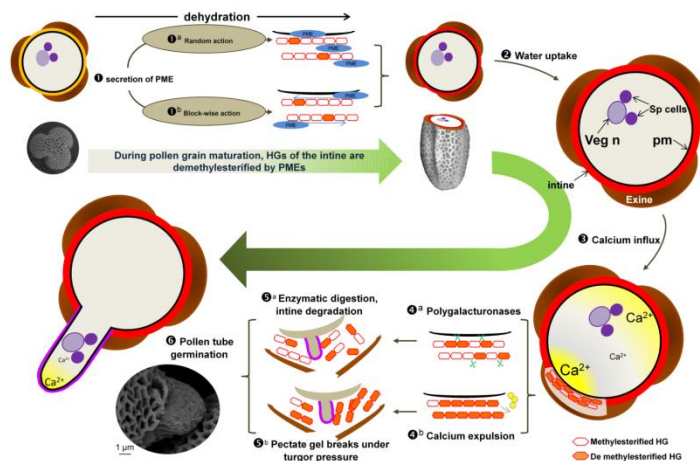 dehydration
❶a
Random action
PME
PME
PME
❶ secretion of PME
❶b
Block-wise action
PME
PME
❷ Water uptake
Sp cells
Veg n
pm
intine
Exine
During pollen grain maturation, HGs of the intine are
demethylesterified by PMEs
❸ Calcium influx
Ca2+
Ca2+
Ca2+
❹a Polygalacturonases
❹b Calcium expulsion
❺a Enzymatic digestion,
intine degradation
❺b Pectate gel breaks under
turgor pressure
❻ Pollen tube
germination
Ca2+
Ca2+
1 µm
Methylesterified HG
De methylesterified HG